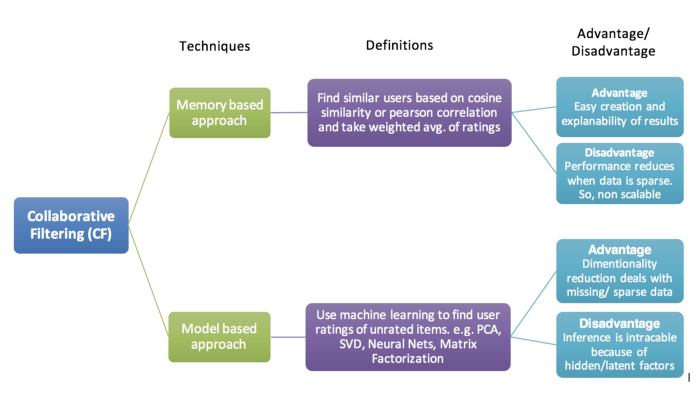 Techniques
Definitions
Advantage/
Disadvantage
Collaborative
Filtering (CF)
Memory based
approach
Find similar users based on cosine
similarity or pearson correlation
and take weighted avg. of ratings
Advantage
Easy creation and
explanability of results
Disadvantage
Performance reduces
when data is sparse.
So, non scalable
Model based
approach
Use machine learning to find user
ratings of unrated items. e.g. PCA,
SVD, Neural Nets, Matrix
Factorization
Advantage
Dimentionality
reduction deals with
missing/ sparse data
Disadvantage
Inference is intracable
because of
hidden/latent factors